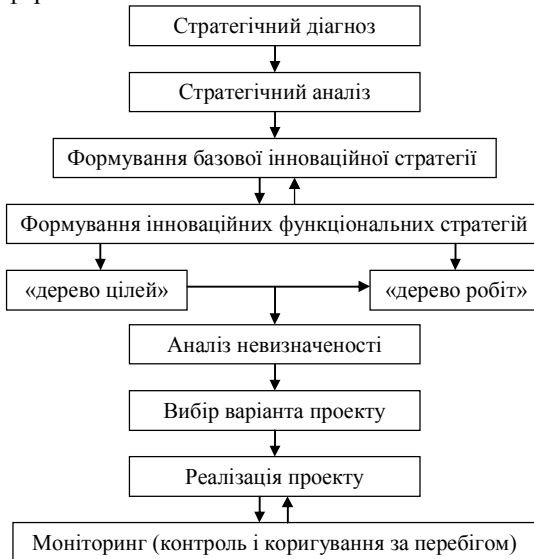 Стратегічний діагноз
Стратегічний аналіз
Формування базової інноваційної стратегії
Формування інноваційних функціональних стратегій
«дерево цілей»
«дерево робіт»
Аналіз невизначеності
Вибір варіанта проекту
Реалізація проекту
Моніторинг (контроль і коригування за перебігом)